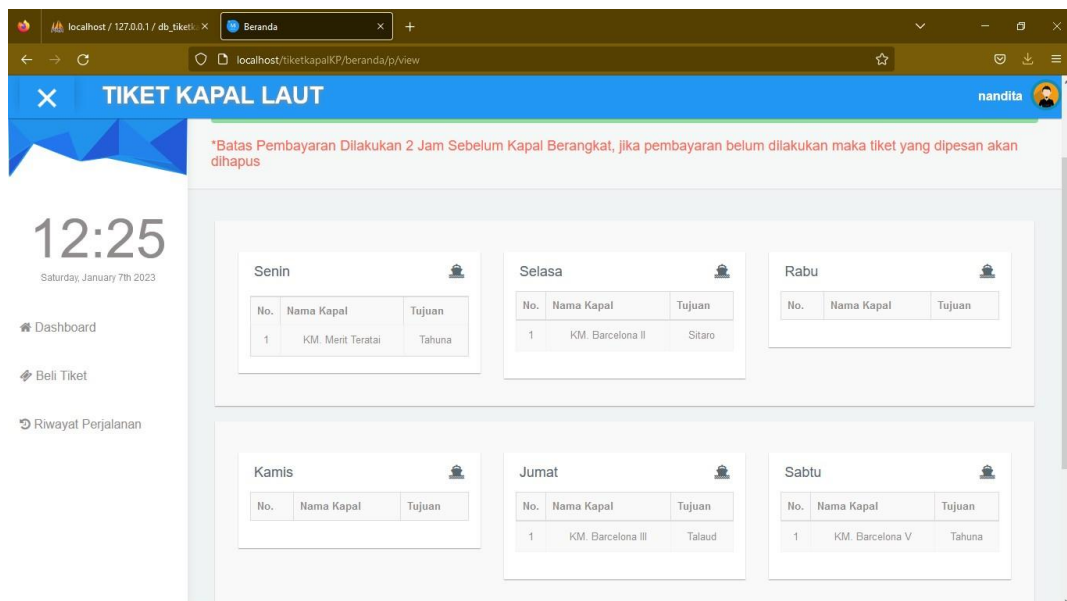 localhost / 127.0.0.1 / db_tiketk
Beranda
localhost/tiketkapalKP/beranda/p/view
TIKET KAPAL LAUT
nandita
*Batas Pembayaran Dilakukan 2 Jam Sebelum Kapal Berangkat, jika pembayaran belum dilakukan maka tiket yang dipesan akan
dihapus
12:25
Saturday, January 7th 2023
Dashboard
Beli Tiket
Riwayat Perjalanan
Senin
No. Nama Kapal Tujuan
1 KM. Merit Teratai Tahuna
Selasa
No. Nama Kapal Tujuan
1 KM. Barcelona II Sitaro
Rabu
No. Nama Kapal Tujuan
Kamis
No. Nama Kapal Tujuan
Jumat
No. Nama Kapal Tujuan
1 KM. Barcelona III Talaud
Sabtu
No. Nama Kapal Tujuan
1 KM. Barcelona V Tahuna